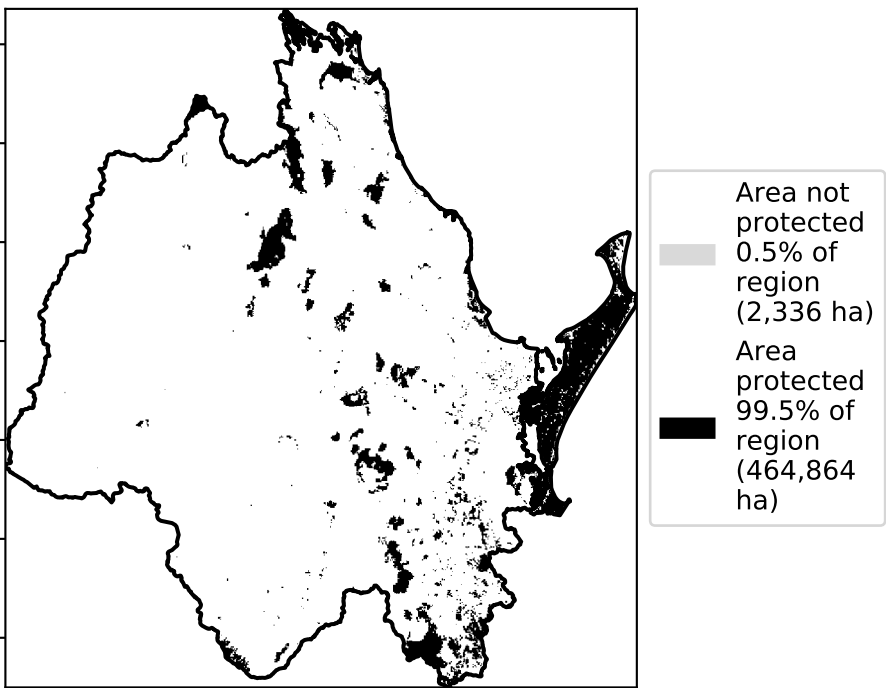 Area not
protected
0.5% of
region
(2,336 ha)
Area
protected
99.5% of
region
(464,864
ha)